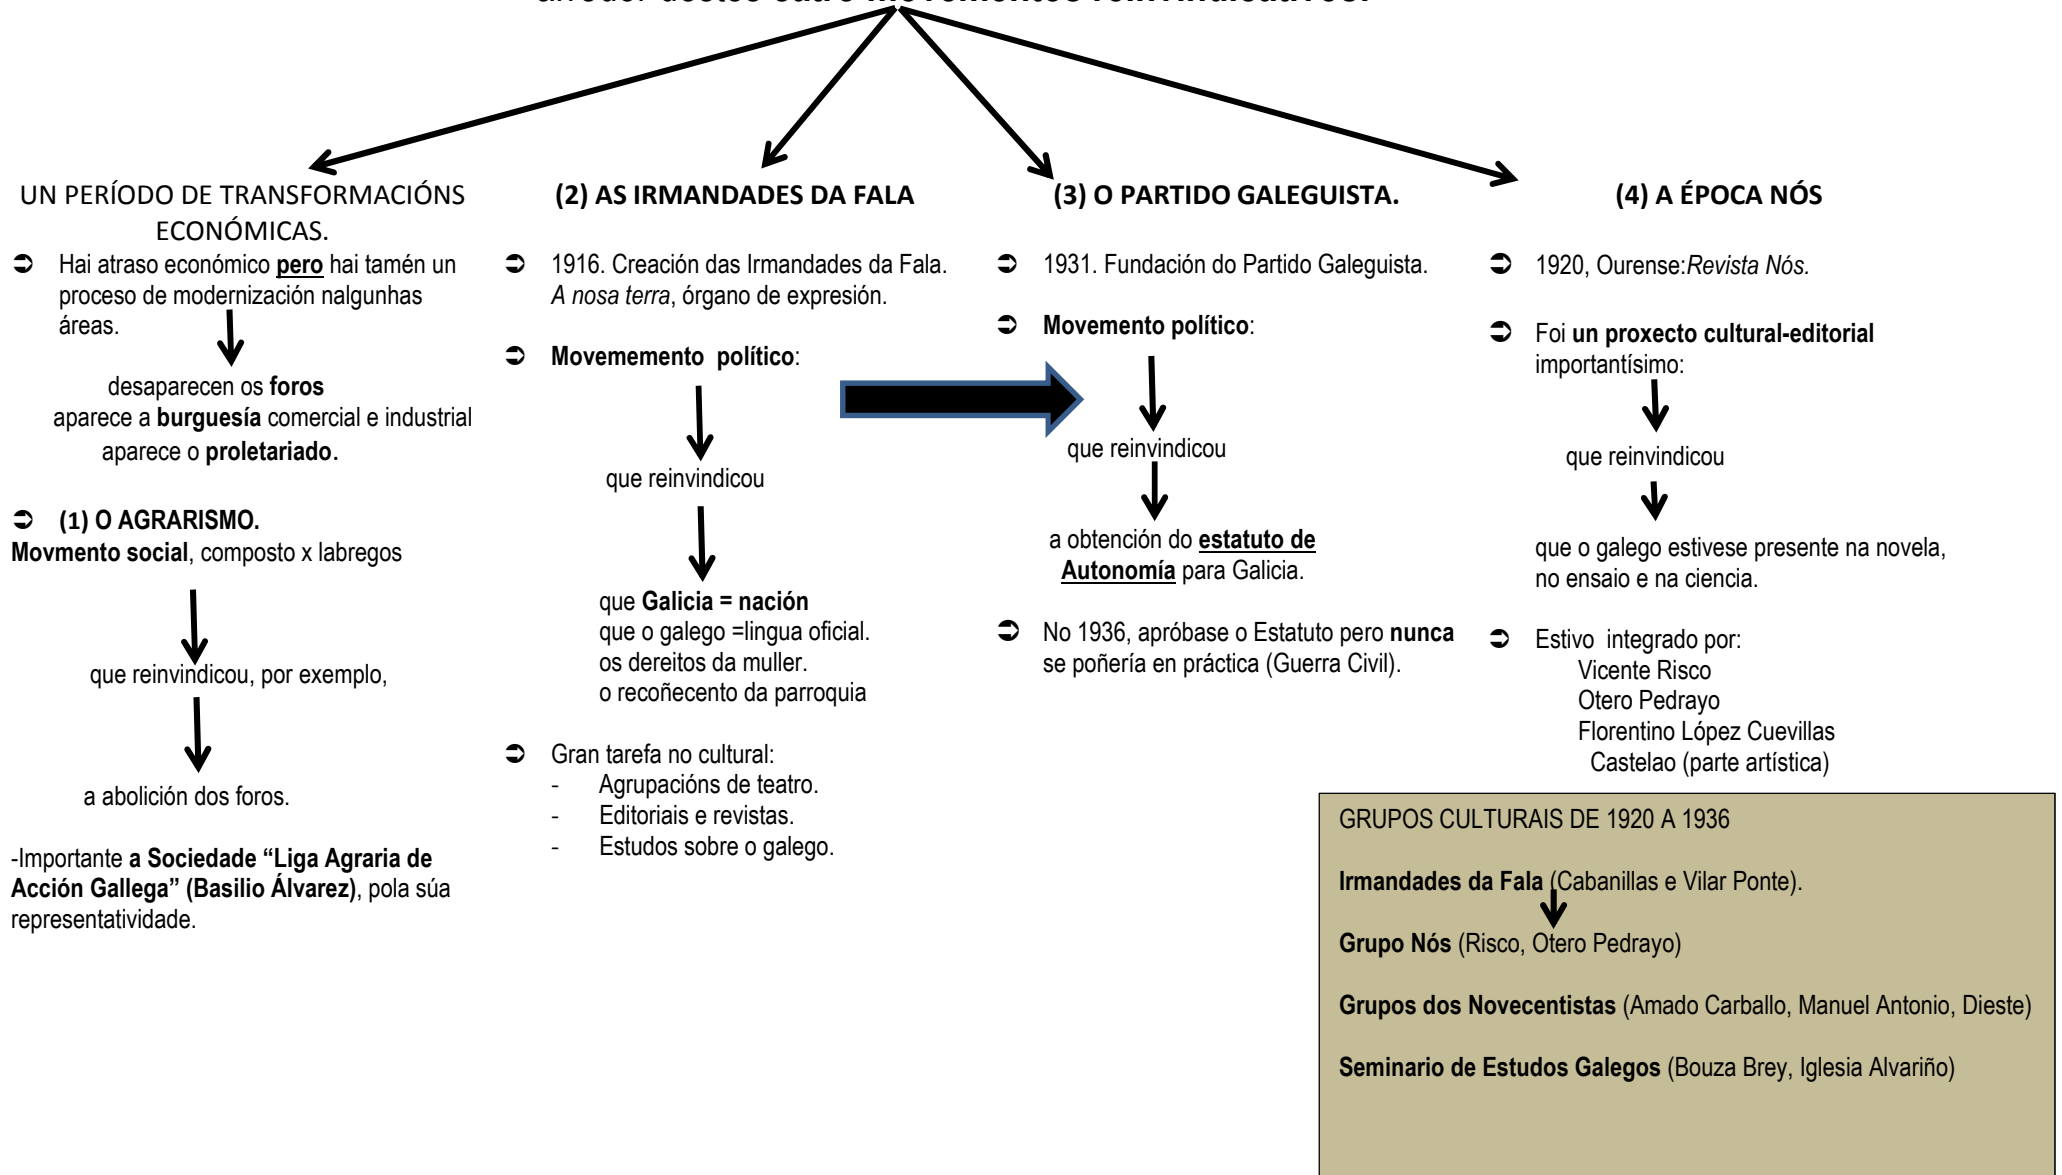 arredor destes catro movementos reinvindicativos:
UN PERÍODO DE TRANSFORMACIÓNS
ECONÓMICAS.
Hai atraso económico pero hai tamén un
proceso de modernización nalgunhas
áreas.
desaparecen os foros
aparece a burguesía comercial e industrial
aparece o proletariado.
(1) O AGRARISMO.
Movmento social, composto x labregos
que reinvindicou, por exemplo,
a abolición dos foros.
-Importante a Sociedade “Liga Agraria de
Acción Gallega” (Basilio Álvarez), pola súa
representatividade.
(2) AS IRMANDADES DA FALA
1916. Creación das Irmandades da Fala.
A nosa terra, órgano de expresión.
Movememento político:
que reinvindicou
que Galicia = nación
que o galego =lingua oficial.
os dereitos da muller.
o recoñecento da parroquia
Gran tarefa no cultural:
- Agrupacións de teatro.
- Editoriais e revistas.
- Estudos sobre o galego.
(3) O PARTIDO GALEGUISTA.
1931. Fundación do Partido Galeguista.
Movemento político:
que reinvindicou
a obtención do estatuto de
Autonomía para Galicia.
No 1936, apróbase o Estatuto pero nunca
se poñería en práctica (Guerra Civil).
(4) A ÉPOCA NÓS
1920, Ourense:Revista Nós.
Foi un proxecto cultural-editorial
importantísimo:
que reinvindicou
que o galego estivese presente na novela,
no ensaio e na ciencia.
Estivo integrado por:
Vicente Risco
Otero Pedrayo
Florentino López Cuevillas
Castelao (parte artística)
GRUPOS CULTURAIS DE 1920 A 1936
Irmandades da Fala (Cabanillas e Vilar Ponte).
Grupo Nós (Risco, Otero Pedrayo)
Grupos dos Novecentistas (Amado Carballo, Manuel Antonio, Dieste)
Seminario de Estudos Galegos (Bouza Brey, Iglesia Alvariño)